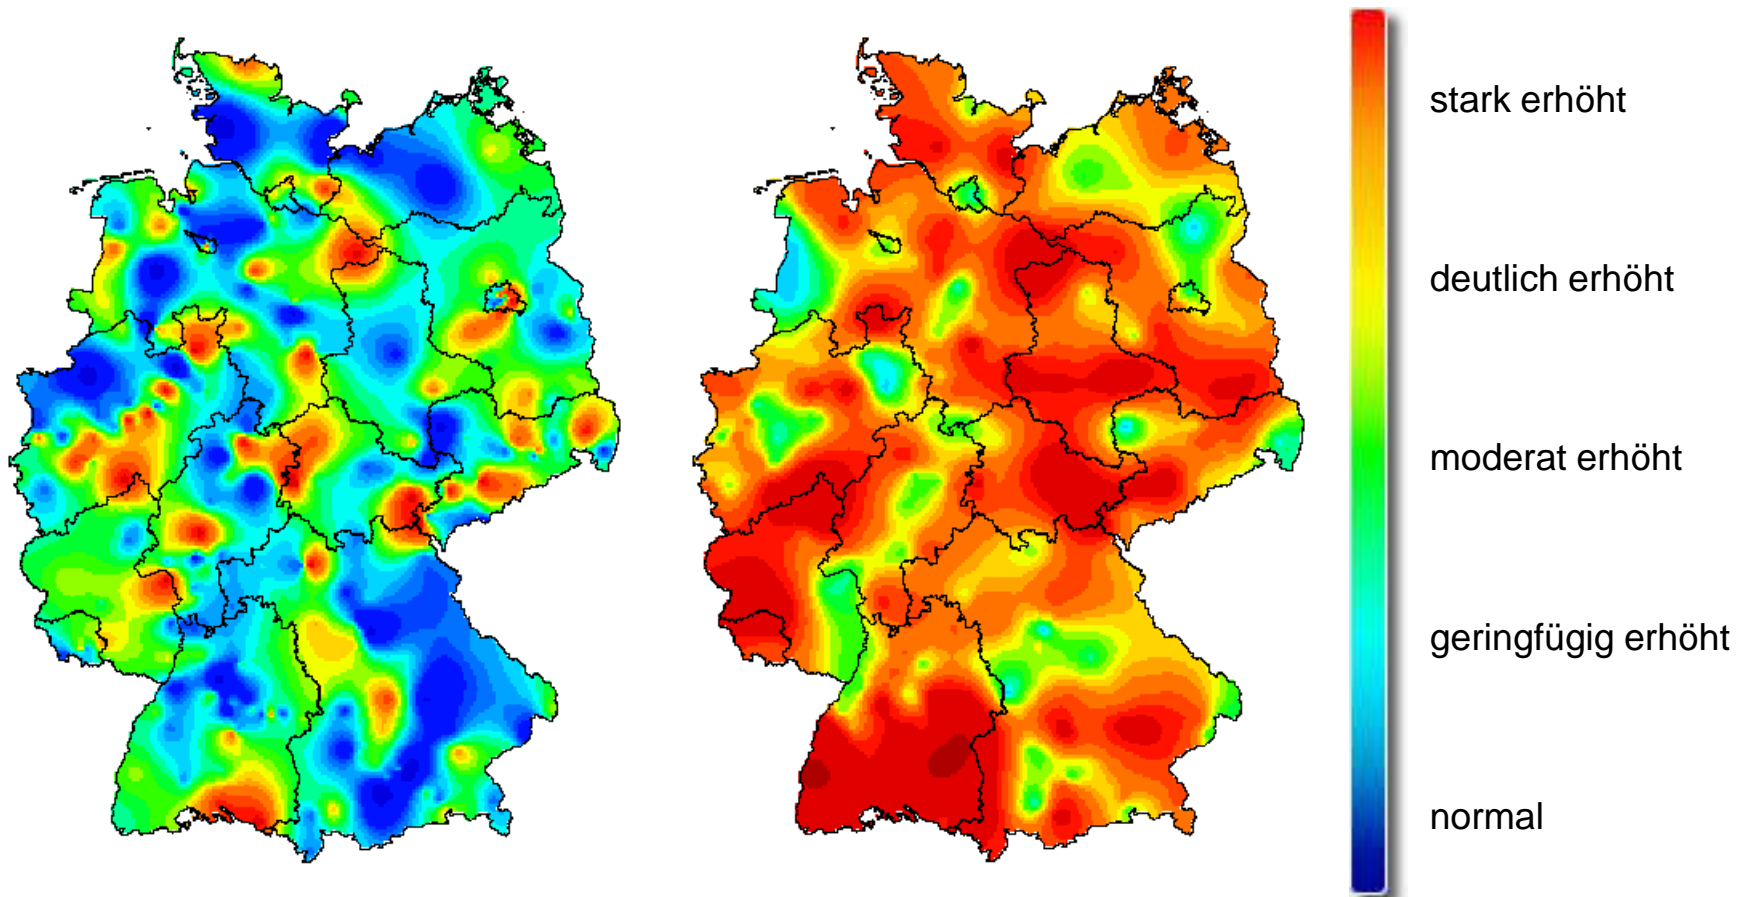 stark erhöht
deutlich erhöht
moderat erhöht
geringfügig erhöht
normal